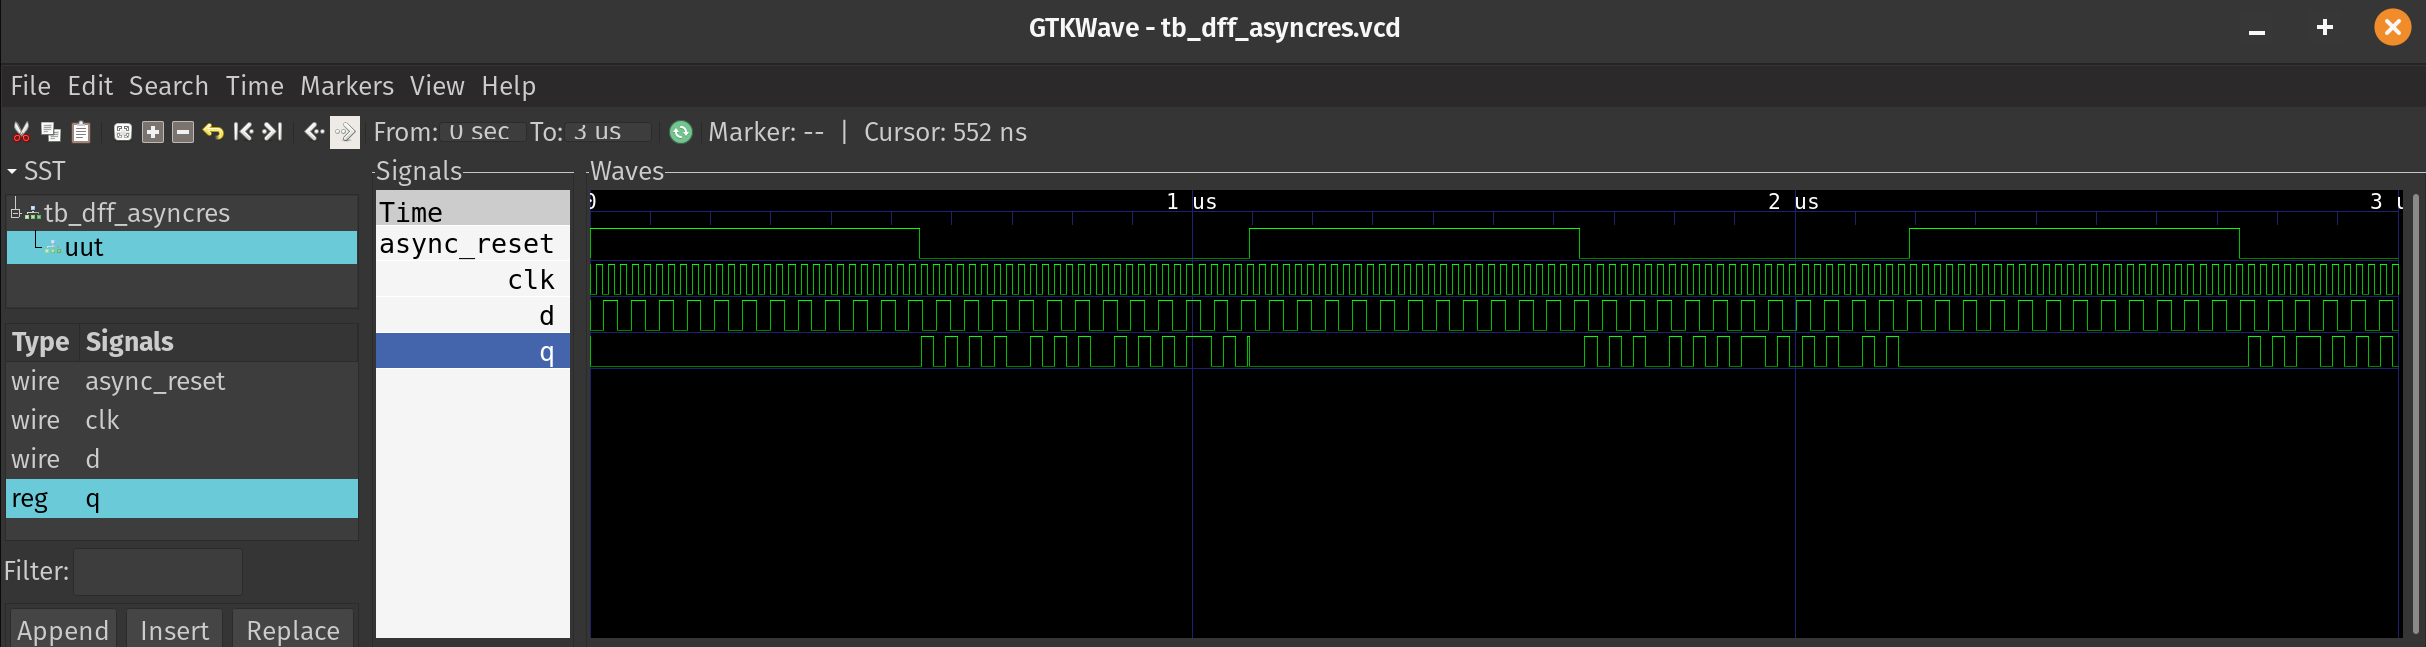 GTKWave - tb_dff_asyncres.vcd
File Edit Search Time Markers View Help
From: 0 sec To: 3 us Marker: -- | Cursor: 552 ns
SST
tb_dff_asyncres
uut
Type Signals
wire async_reset
wire clk
wire d
reg q
Filter:
Append Insert Replace
Signals
Time
async_reset
clk
d
q
Waves
0 1 us 2 us 3 u